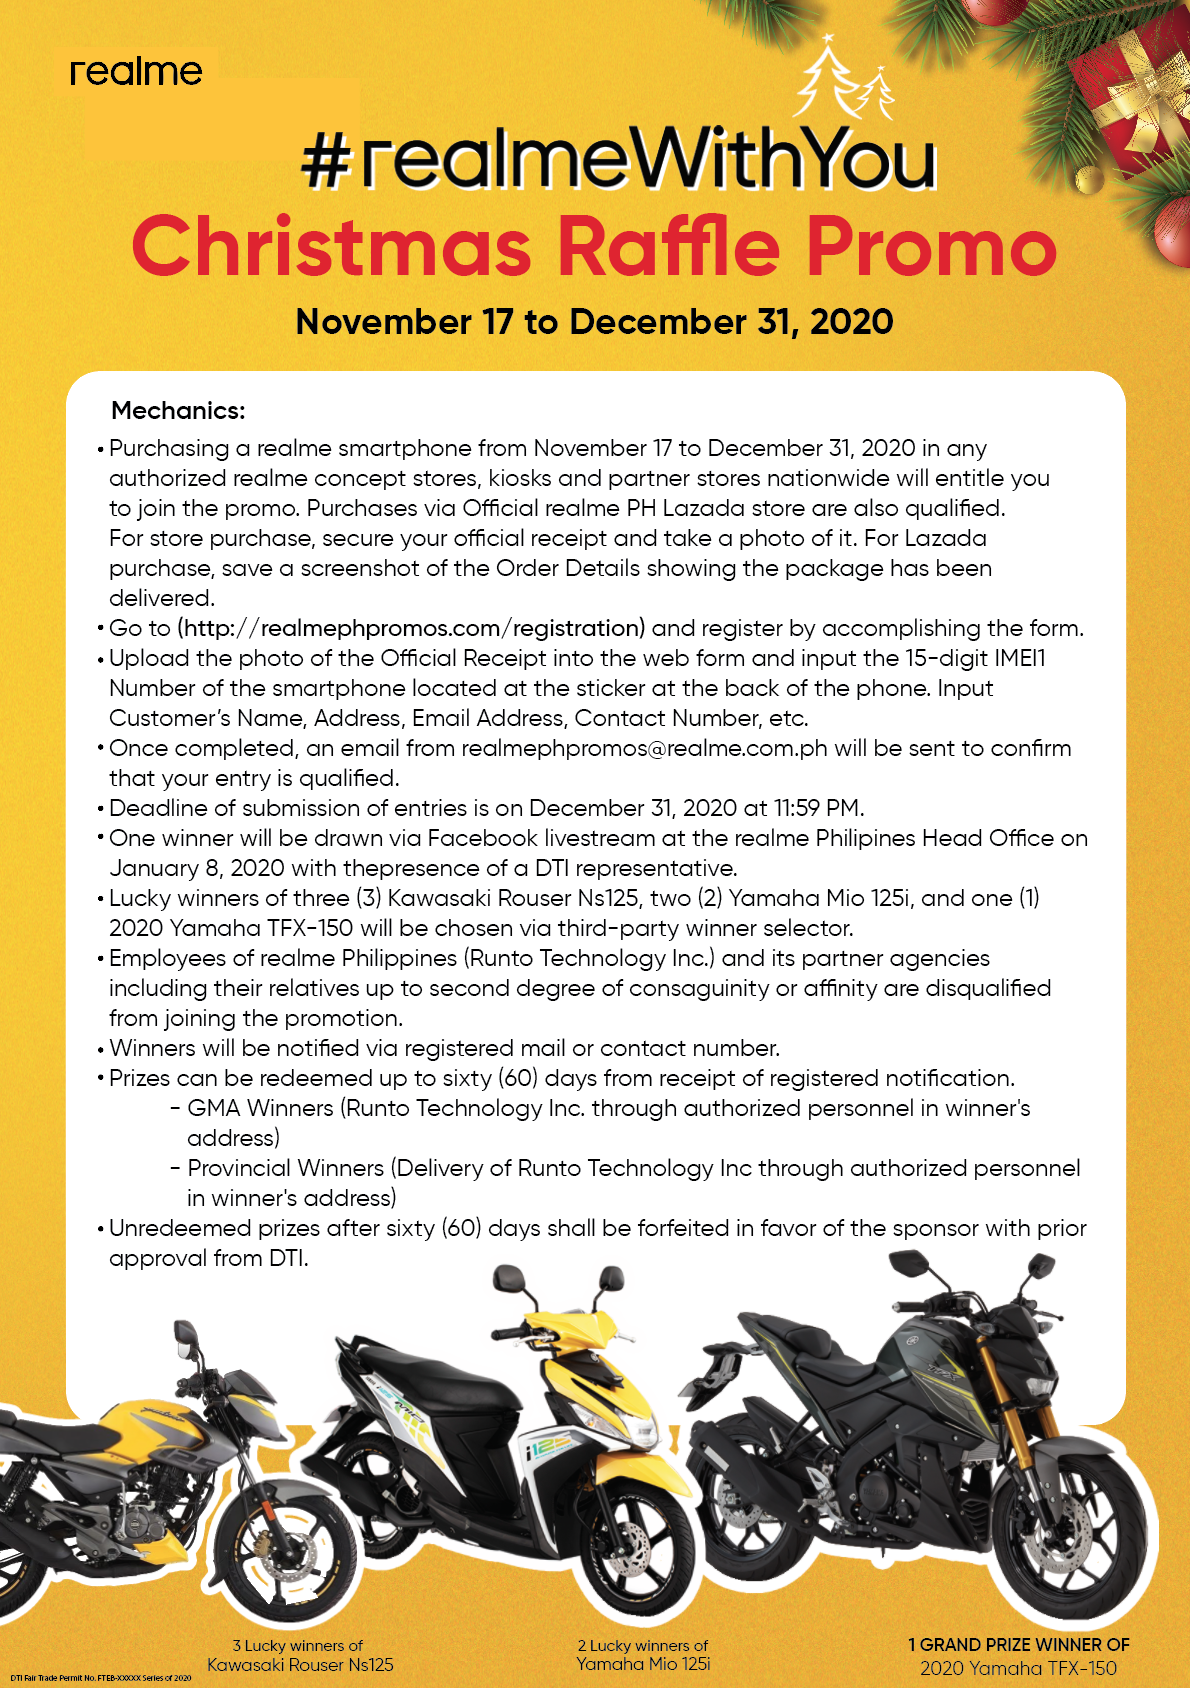 realme
#realmeWithYou
Christmas Raffle Promo
November 17 to December 31, 2020
Mechanics:
• Purchasing a realme smartphone from November 17 to December 31, 2020 in any
authorized realme concept stores, kiosks and partner stores nationwide will entitle you
to join the promo. Purchases via Official realme PH Lazada store are also qualified.
For store purchase, secure your official receipt and take a photo of it. For Lazada
purchase, save a screenshot of the Order Details showing the package has been
delivered.
• Go to (http://realmephpromos.com/registration) and register by accomplishing the form.
• Upload the photo of the Official Receipt into the web form and input the 15-digit IMEI1
Number of the smartphone located at the sticker at the back of the phone. Input
Customer's Name, Address, Email Address, Contact Number, etc.
• Once completed, an email from realmephpromos@realme.com.ph will be sent to confirm
that your entry is qualified.
• Deadline of submission of entries is on December 31, 2020 at 11:59 PM.
• One winner will be drawn via Facebook livestream at the realme Philipines Head Office on
January 8, 2020 with thepresence of a DTI representative.
• Lucky winners of three (3) Kawasaki Rouser Ns125, two (2) Yamaha Mio 125i, and one (1)
2020 Yamaha TFX-150 will be chosen via third-party winner selector.
• Employees of realme Philippines (Runto Technology Inc.) and its partner agencies
including their relatives up to second degree of consaguinity or affinity are disqualified
from joining the promotion.
• Winners will be notified via registered mail or contact number.
• Prizes can be redeemed up to sixty (60) days from receipt of registered notification.
- GMA Winners (Runto Technology Inc. through authorized personnel in winner's
address)
- Provincial Winners (Delivery of Runto Technology Inc through authorized personnel
in winner's address)
• Unredeemed prizes after sixty (60) days shall be forfeited in favor of the sponsor with prior
approval from DTI.
i125
3 Lucky winners of
Kawasaki Rouser Ns125
2 Lucky winners of
Yamaha Mio 125i
1 GRAND PRIZE WINNER OF
2020 Yamaha TFX-150
DTI Fair Trade Permit No. FTEB-XXXXX Series of 2020